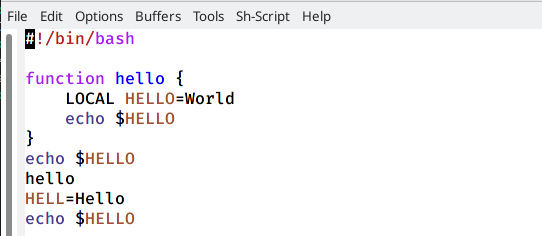 File Edit Options Buffers Tools Sh-Script Help
#!/bin/bash
function hello {
    LOCAL HELLO=World
    echo $HELLO
}
echo $HELLO
hello
HELL=Hello
echo $HELLO